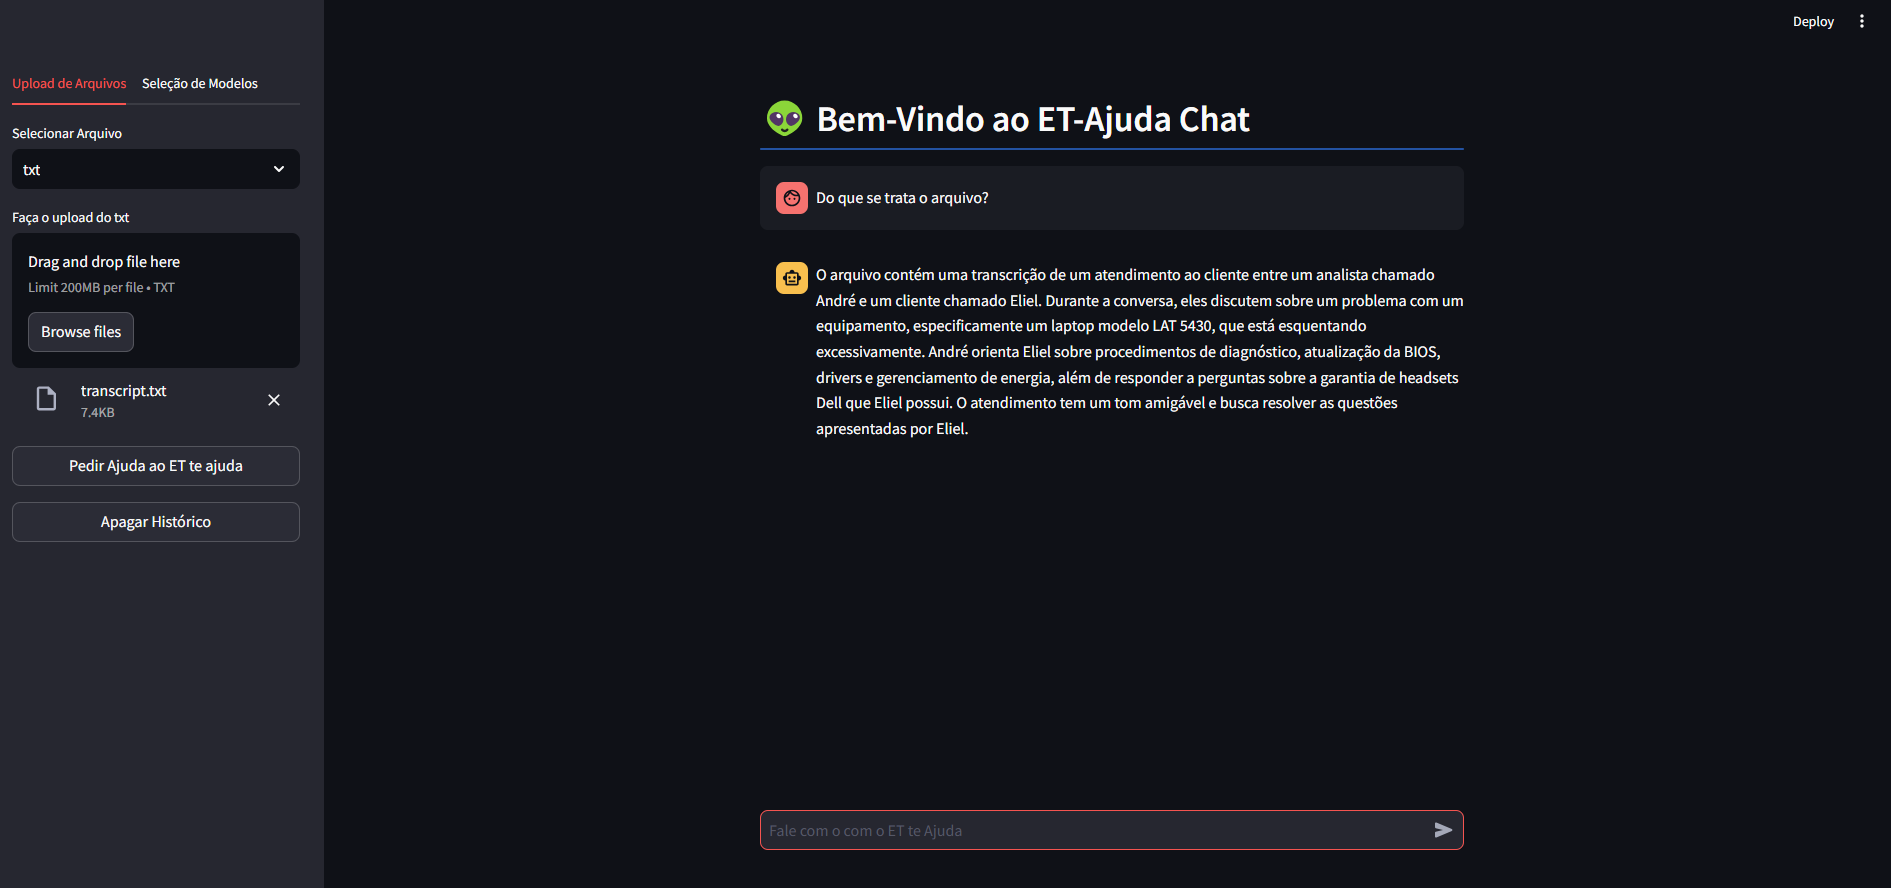 Deploy
Upload de Arquivos
Seleção de Modelos
Selecionar Arquivo
txt
Faça o upload do txt
Drag and drop file here
Limit 200MB per file • TXT
Browse files
transcript.txt
7.4KB
Pedir Ajuda ao ET te ajuda
Apagar Histórico
Bem-Vindo ao ET-Ajuda Chat
Do que se trata o arquivo?
O arquivo contém uma transcrição de um atendimento ao cliente entre um analista chamado
André e um cliente chamado Eliel. Durante a conversa, eles discutem sobre um problema com um
equipamento, especificamente um laptop modelo LAT 5430, que está esquentando
excessivamente. André orienta Eliel sobre procedimentos de diagnóstico, atualização da BIOS,
drivers e gerenciamento de energia, além de responder a perguntas sobre a garantia de headsets
Dell que Eliel possui. O atendimento tem um tom amigável e busca resolver as questões
apresentadas por Eliel.
Fale com o com o ET te Ajuda